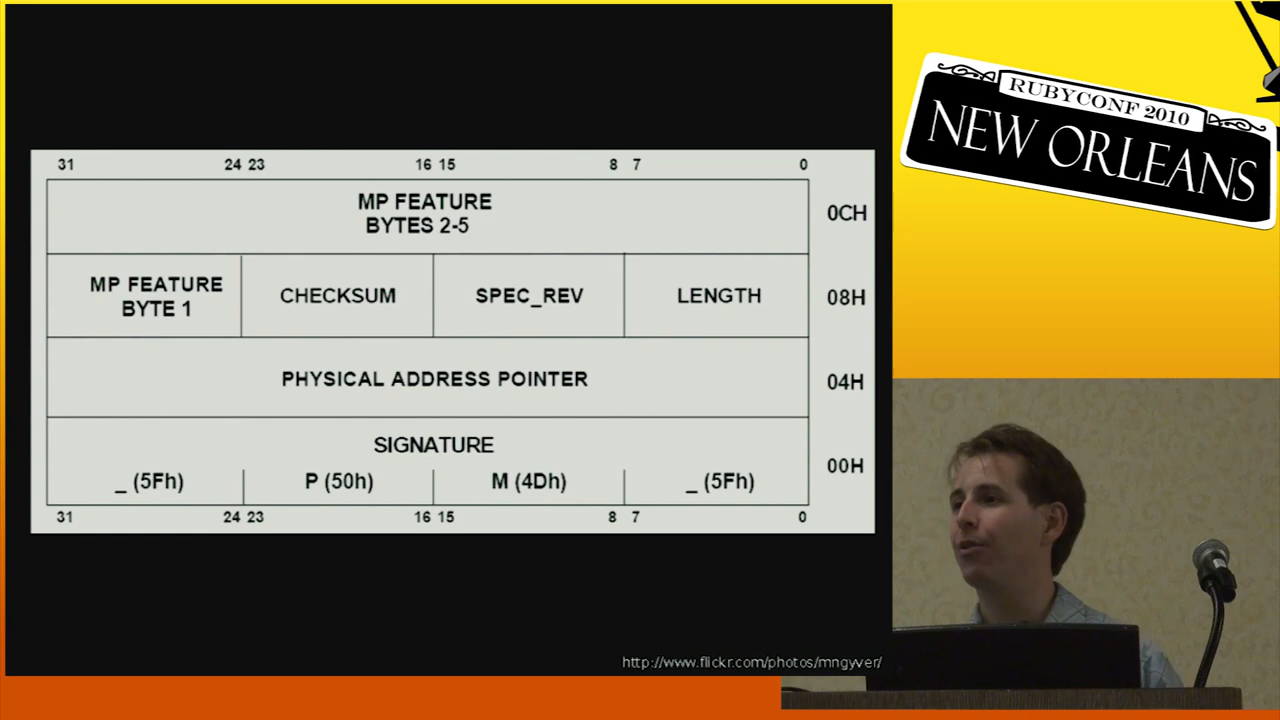 31 24 23 16 15 8 7 0
MP FEATURE
BYTES 2-5
0CH
MP FEATURE
BYTE 1
CHECKSUM
SPEC_REV
LENGTH
08H
PHYSICAL ADDRESS POINTER
04H
SIGNATURE
_ (5Fh)
P (50h)
M (4Dh)
_ (5Fh)
00H
31 24 23 16 15 8 7 0
http://www.flickr.com/photos/mngyver/
RUBYCONF 2010
NEW ORLEANS